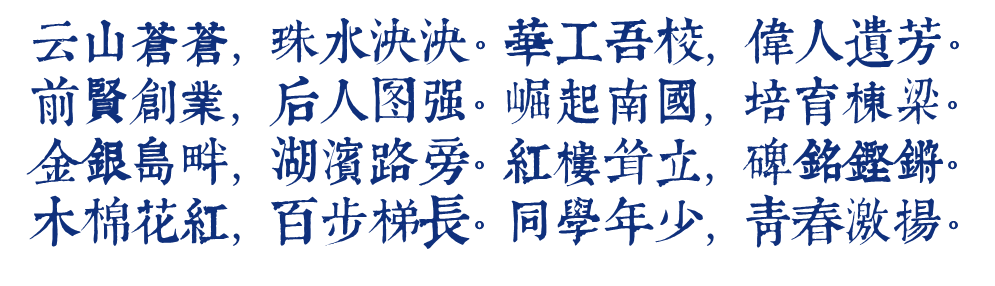 云山蒼蒼，珠水泱泱。華工吾校，偉人遺芳。
前賢創業，后人图强。崛起南國，培育棟梁。
金銀島畔，湖濱路旁。紅樓耸立，碑銘鏗鏘。
木棉花紅，百步梯長。同學年少，青春激揚。